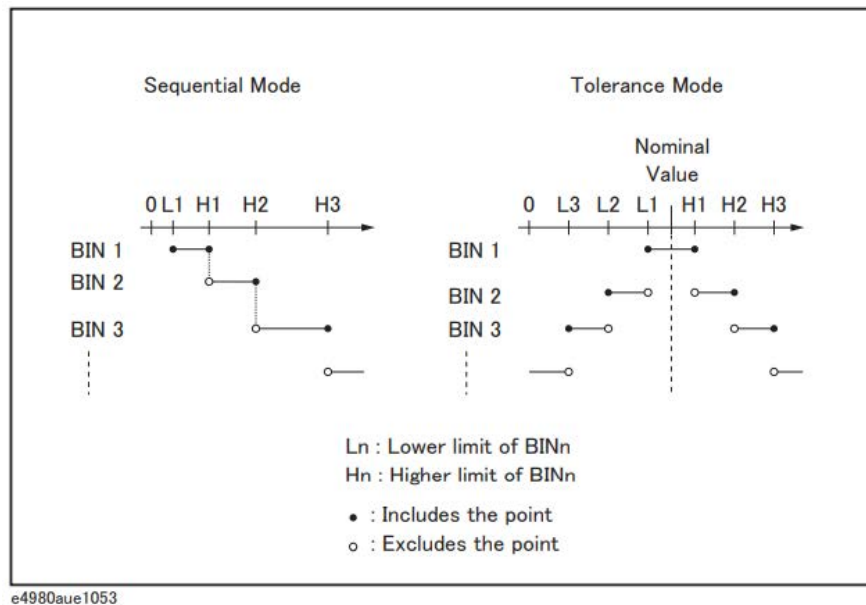 Sequential Mode
Tolerance Mode
Nominal
Value
0 L1 H1 H2 H3
0 L3 L2 L1 H1 H2 H3
BIN 1
BIN 2
BIN 3
BIN 1
BIN 2
BIN 3
Ln : Lower limit of BINn
Hn : Higher limit of BINn
: Includes the point
: Excludes the point
e4980aue1053